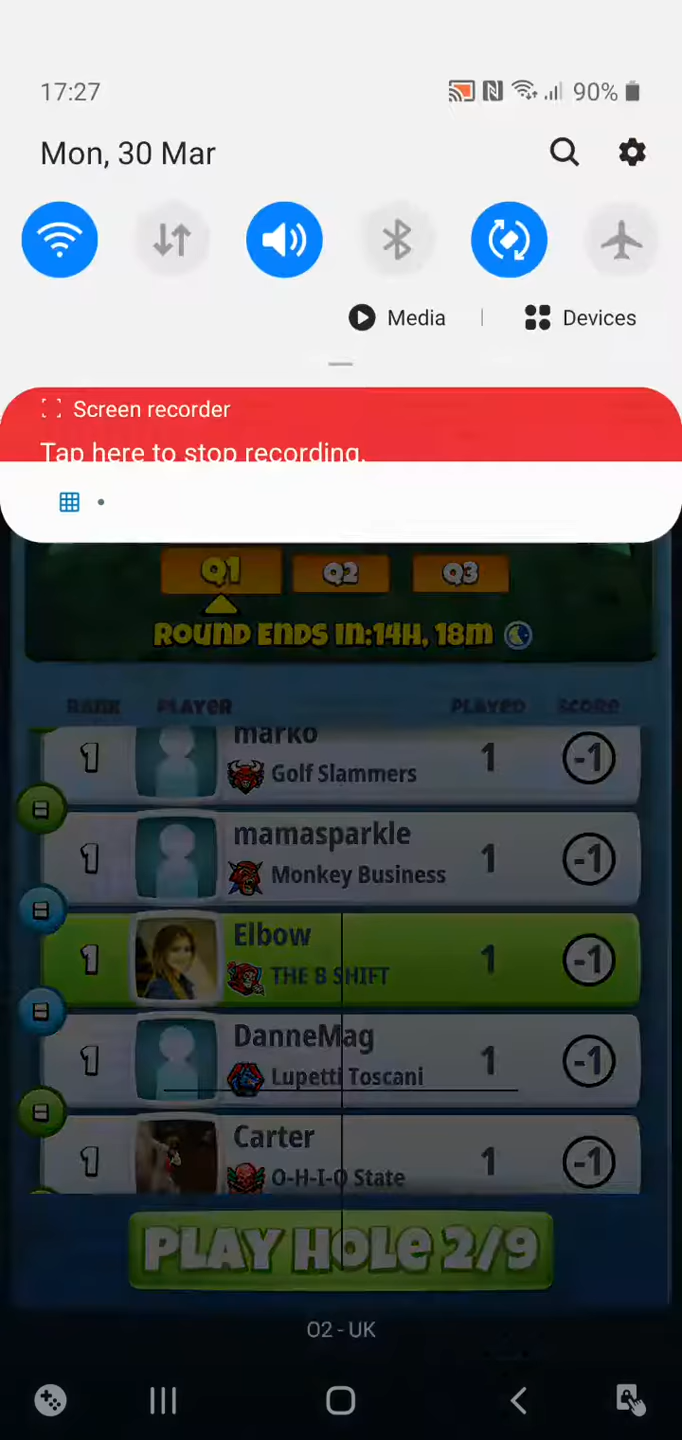 17:27
90%
Mon, 30 Mar
Media
Devices
Screen recorder
Tap here to stop recording.
Q1
Q2
Q3
ROUND ENDS IN:14H, 18M
RANK PLAYER PLAYED SCORE
marko
1 Golf Slammers 1 -1
mamasparkle
1 Monkey Business 1 -1
Elbow
1 THE B SHIFT 1 -1
DanneMag
1 Lupetti Toscani 1 -1
Carter
1 O-H-I-O State 1 -1
PLAY HOLE 2/9
O2 - UK